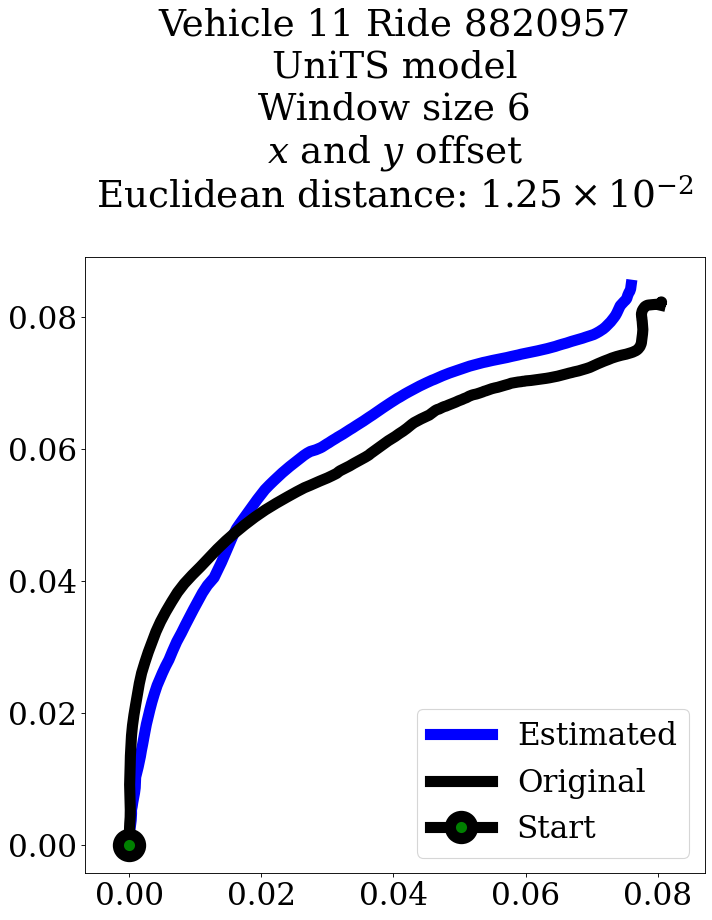 Vehicle 11 Ride 8820957
UniTS model
Window size 6
x and y offset
Euclidean distance: 1.25 × 10⁻²
0.08
0.06
0.04
0.02
0.00
Estimated
Original
Start
0.00 0.02 0.04 0.06 0.08